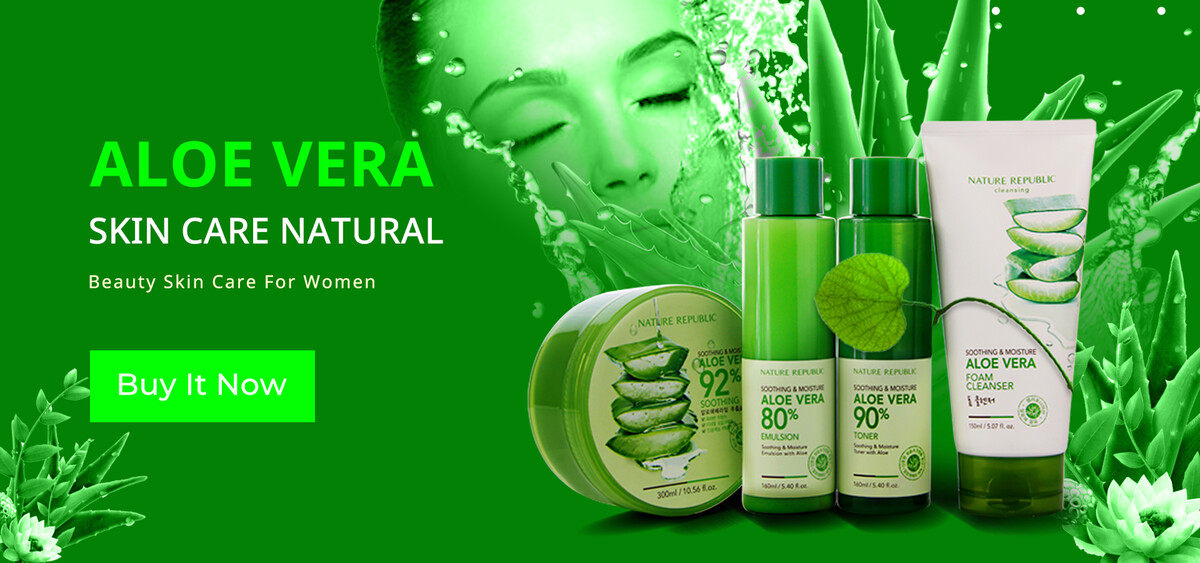 ALOE VERA
SKIN CARE NATURAL
Beauty Skin Care For Women
Buy It Now
NATURE REPUBLIC
SOOTHING & MOIST
ALOE VER
92%
SOOTHING
300ml / 10.56 fl.oz.
NATURE REPUBLIC
SOOTHING & MOISTURE
ALOE VERA
80%
EMULSION
Soothing & Moisture
Emulsion with Aloe
160ml / 5.40 fl.oz.
NATURE REPUBLIC
SOOTHING & MOISTURE
ALOE VERA
90%
TONER
Soothing & Moisture
Toner with Aloe
160ml / 5.40 fl.oz.
NATURE REPUBLIC
cleansing
SOOTHING & MOISTURE
ALOE VERA
FOAM
CLEANSER
150ml / 5.07 fl. oz.